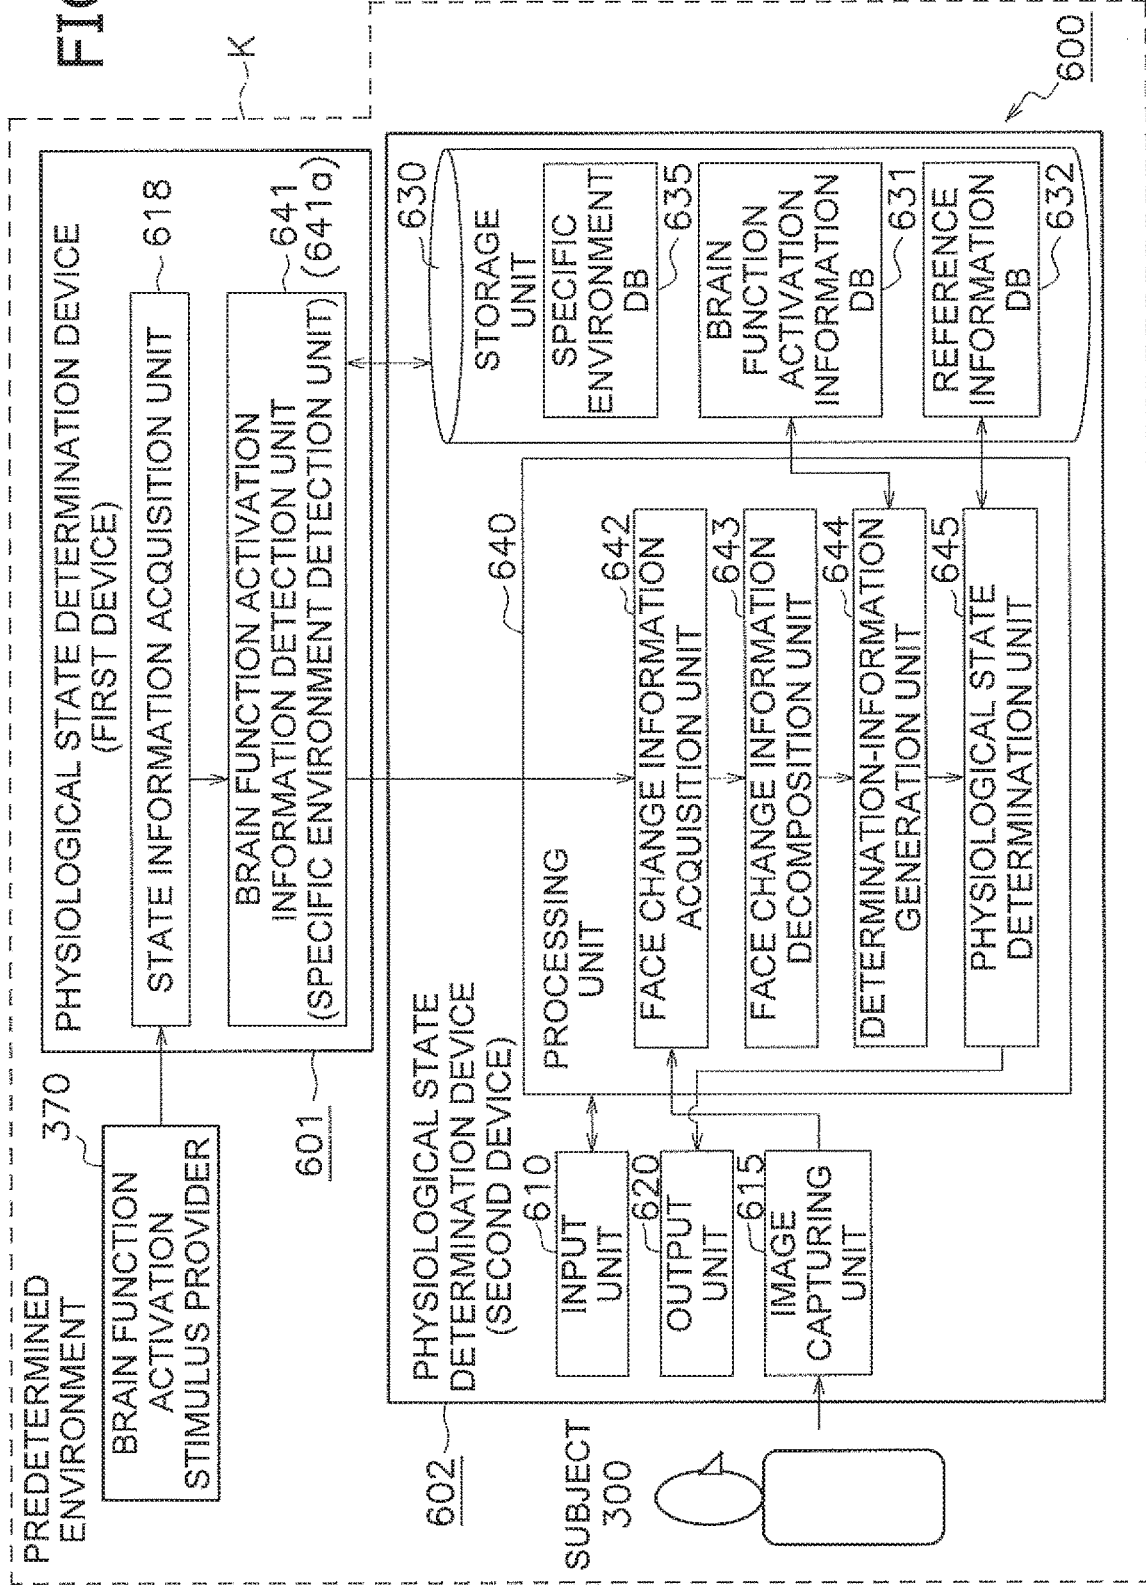 FIG
K
PREDETERMINED
ENVIRONMENT
370
BRAIN FUNCTION
ACTIVATION
STIMULUS PROVIDER
601
PHYSIOLOGICAL STATE DETERMINATION DEVICE
(FIRST DEVICE)
618
STATE INFORMATION ACQUISITION UNIT
641
(641a)
BRAIN FUNCTION ACTIVATION
INFORMATION DETECTION UNIT
(SPECIFIC ENVIRONMENT DETECTION UNIT)
600
602
PHYSIOLOGICAL STATE
DETERMINATION DEVICE
(SECOND DEVICE)
SUBJECT
300
610
INPUT
UNIT
620
OUTPUT
UNIT
615
IMAGE
CAPTURING
UNIT
640
PROCESSING
UNIT
642
FACE CHANGE INFORMATION
ACQUISITION UNIT
643
FACE CHANGE INFORMATION
DECOMPOSITION UNIT
644
DETERMINATION-INFORMATION
GENERATION UNIT
645
PHYSIOLOGICAL STATE
DETERMINATION UNIT
630
STORAGE
UNIT
SPECIFIC
ENVIRONMENT
DB
635
BRAIN
FUNCTION
ACTIVATION
INFORMATION
DB
631
REFERENCE
INFORMATION
DB
632